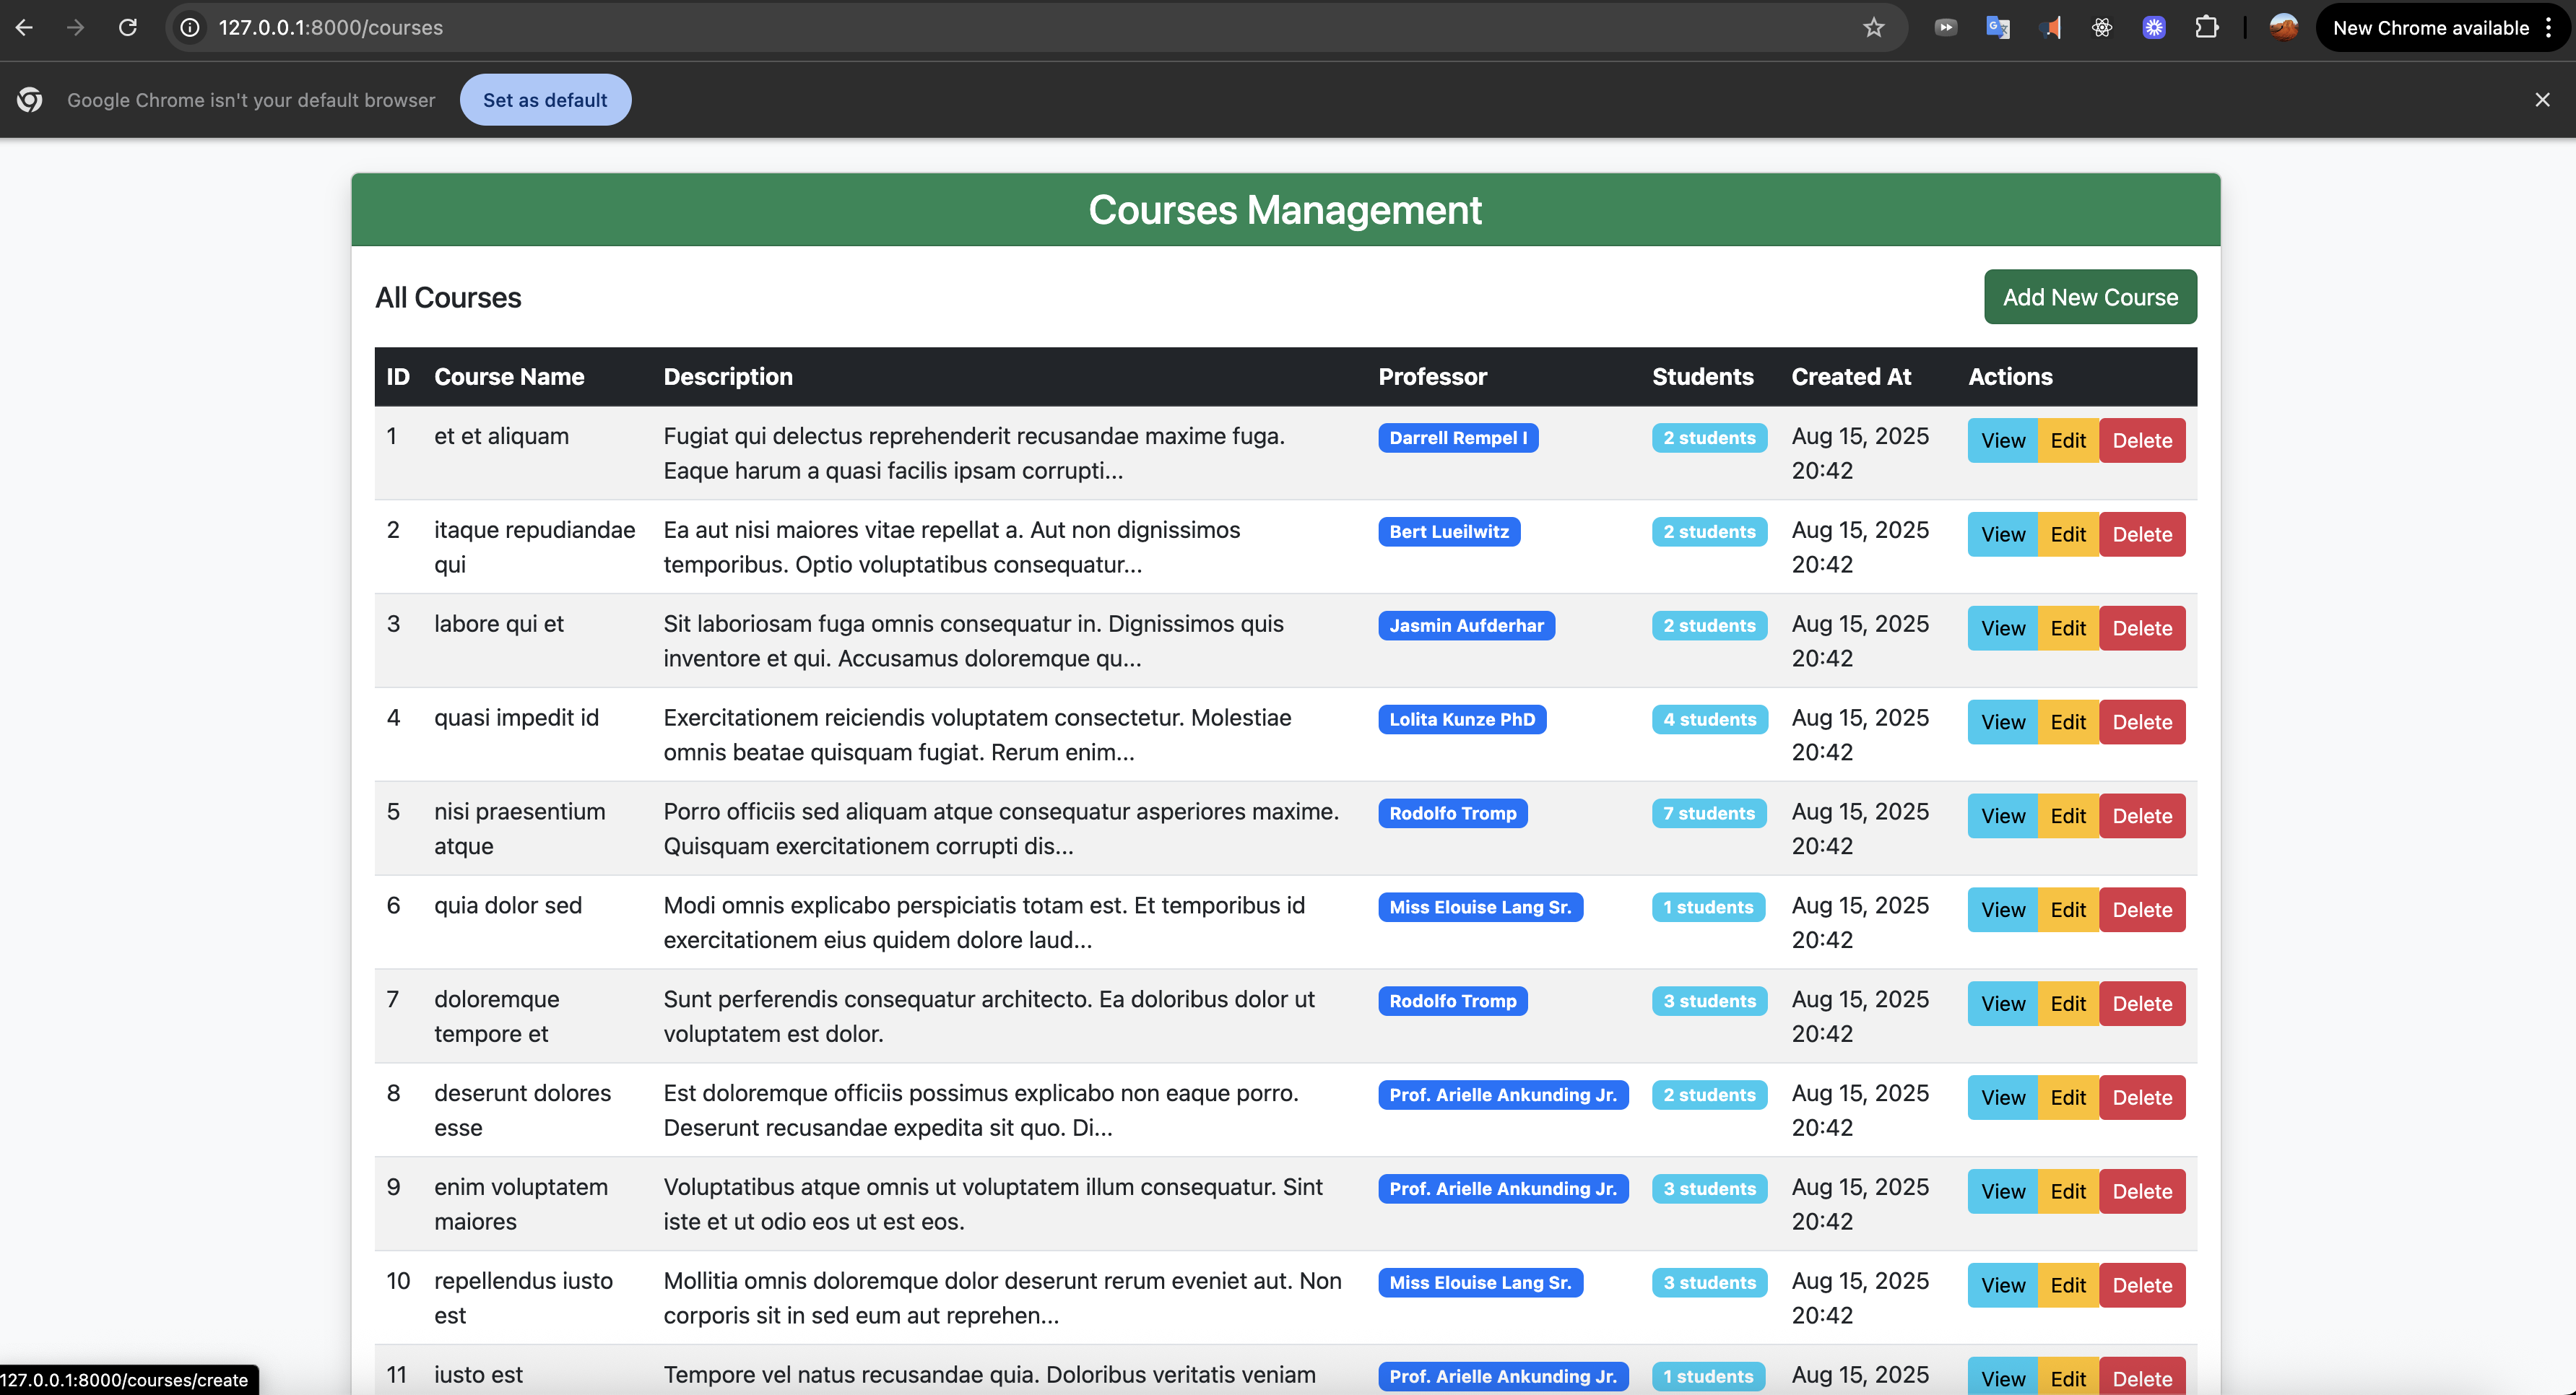 127.0.0.1:8000/courses
New Chrome available
Google Chrome isn't your default browser
Set as default
Courses Management
All Courses
Add New Course
ID Course Name Description Professor Students Created At Actions
1 et et aliquam Fugiat qui delectus reprehenderit recusandae maxime fuga. Darrell Rempel I 2 students Aug 15, 2025 View Edit Delete
Eaque harum a quasi facilis ipsam corrupti... 20:42
2 itaque repudiandae Ea aut nisi maiores vitae repellat a. Aut non dignissimos Bert Lueilwitz 2 students Aug 15, 2025 View Edit Delete
qui temporibus. Optio voluptatibus consequatur... 20:42
3 labore qui et Sit laboriosam fuga omnis consequatur in. Dignissimos quis Jasmin Aufderhar 2 students Aug 15, 2025 View Edit Delete
inventore et qui. Accusamus doloremque qu... 20:42
4 quasi impedit id Exercitationem reiciendis voluptatem consectetur. Molestiae Lolita Kunze PhD 4 students Aug 15, 2025 View Edit Delete
omnis beatae quisquam fugiat. Rerum enim... 20:42
5 nisi praesentium Porro officiis sed aliquam atque consequatur asperiores maxime. Rodolfo Tromp 7 students Aug 15, 2025 View Edit Delete
atque Quisquam exercitationem corrupti dis... 20:42
6 quia dolor sed Modi omnis explicabo perspiciatis totam est. Et temporibus id Miss Elouise Lang Sr. 1 students Aug 15, 2025 View Edit Delete
exercitationem eius quidem dolore laud... 20:42
7 doloremque Sunt perferendis consequatur architecto. Ea doloribus dolor ut Rodolfo Tromp 3 students Aug 15, 2025 View Edit Delete
tempore et voluptatem est dolor. 20:42
8 deserunt dolores Est doloremque officiis possimus explicabo non eaque porro. Prof. Arielle Ankunding Jr. 2 students Aug 15, 2025 View Edit Delete
esse Deserunt recusandae expedita sit quo. Di... 20:42
9 enim voluptatem Voluptatibus atque omnis ut voluptatem illum consequatur. Sint Prof. Arielle Ankunding Jr. 3 students Aug 15, 2025 View Edit Delete
maiores iste et ut odio eos ut est eos. 20:42
10 repellendus iusto Mollitia omnis doloremque dolor deserunt rerum eveniet aut. Non Miss Elouise Lang Sr. 3 students Aug 15, 2025 View Edit Delete
est corporis sit in sed eum aut reprehen... 20:42
11 iusto est Tempore vel natus recusandae quia. Doloribus veritatis veniam Prof. Arielle Ankunding Jr. 1 students Aug 15, 2025 View Edit Delete
127.0.0.1:8000/courses/create